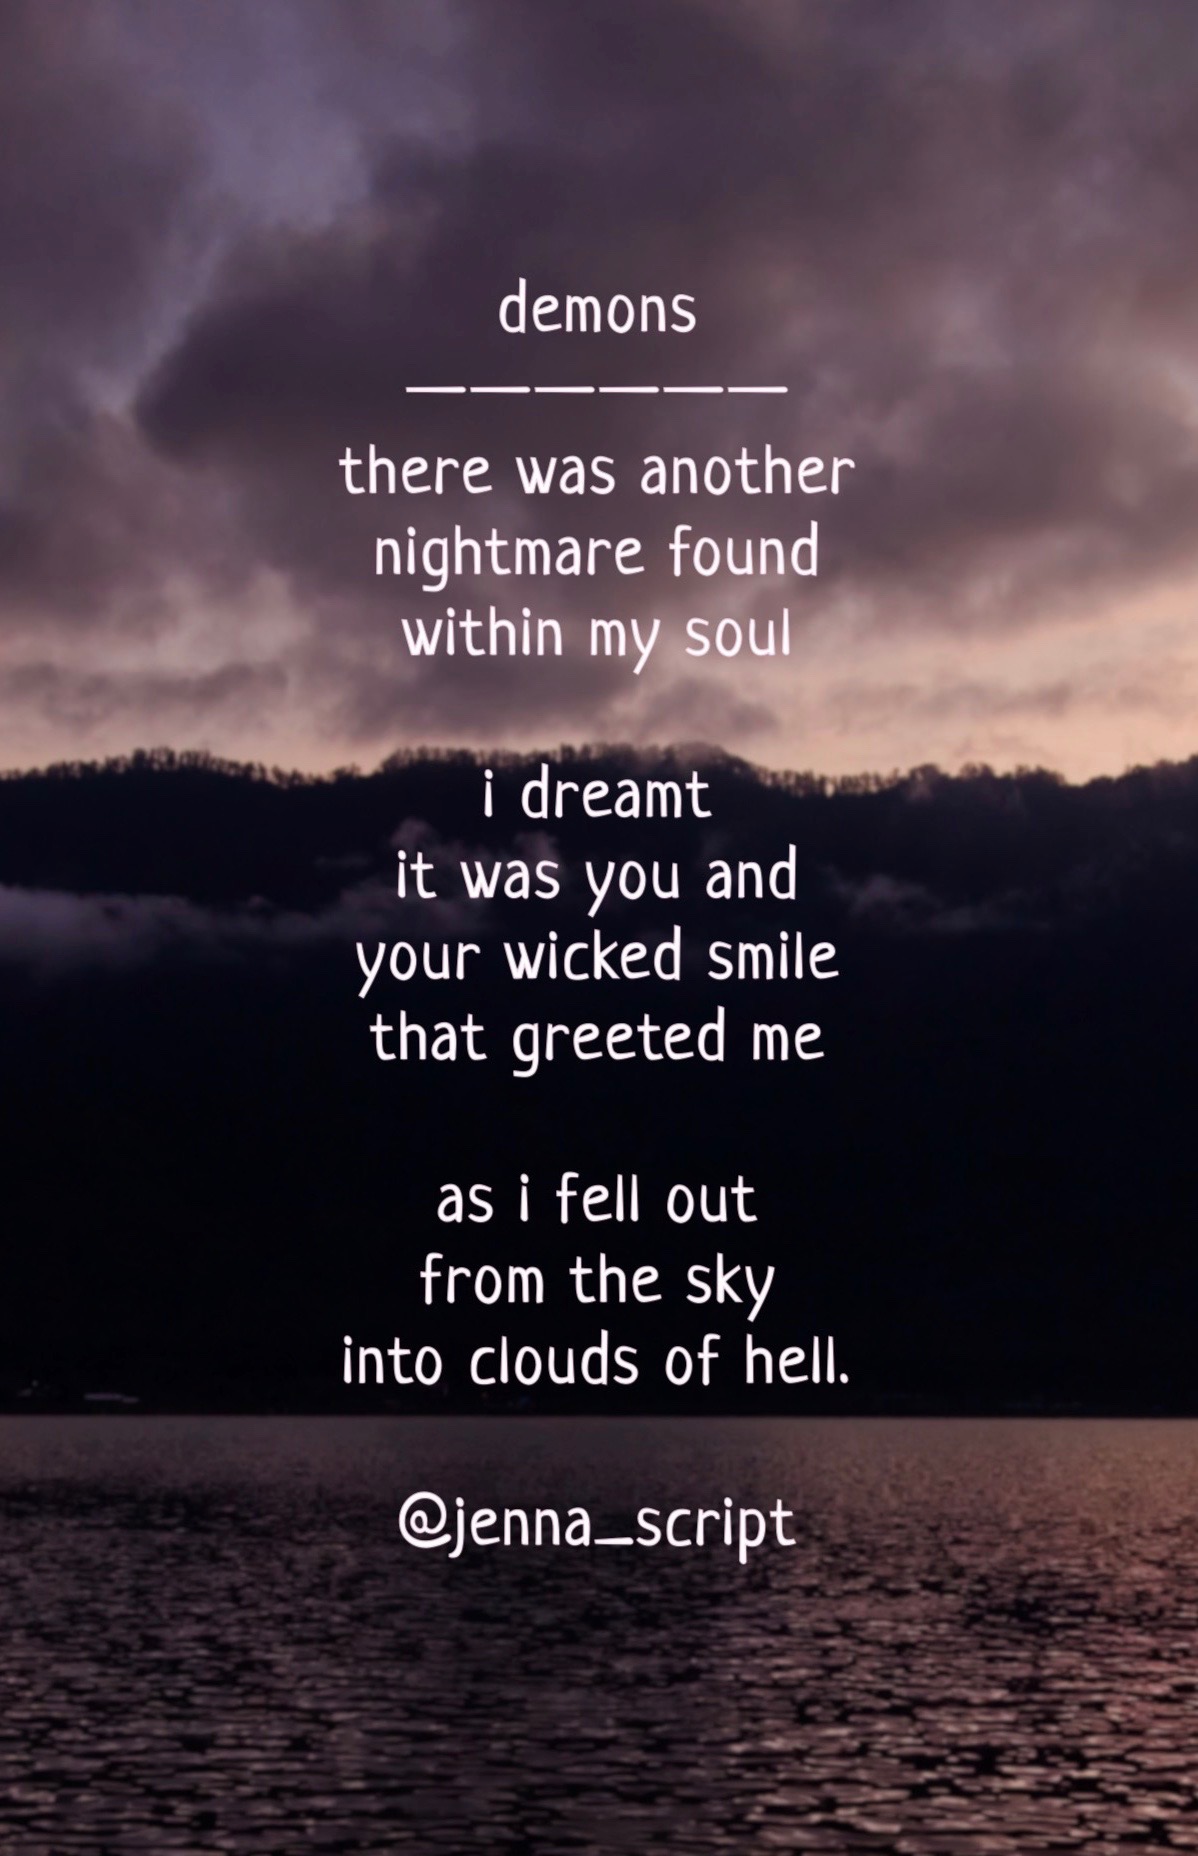 demons
——————
there was another
nightmare found
within my soul
i dreamt
it was you and
your wicked smile
that greeted me
as i fell out
from the sky
into clouds of hell.
@jenna_script